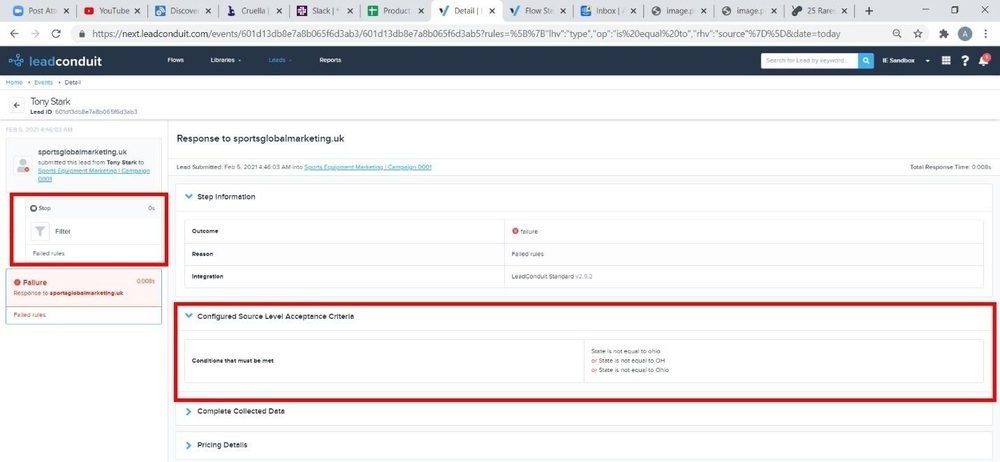 Post Att
YouTube
Discover
Cruella |
Slack | *
Product
Detail |
Flow Ste
Inbox |
image.p
image.p
25 Rares
https://next.leadconduit.com/events/601d13db8e7a8b065f6d3ab3/601d13db8e7a8b065f6d3ab5?rules=%5B%7B"lhv":"type","op":"is%20equal%20to","rhv":"source"%7D%5D&date=today
A
leadconduit
Flows
Libraries
Leads
Reports
Search for Lead by keyword...
IE Sandbox
?
Home › Events › Detail
Tony Stark
Lead ID 601d13db8e7a8b065f6d3ab3
FEB 5, 2021 4:46:03 AM
sportsglobalmarketing.uk
submitted this lead from Tony Stark to
Sports Equipment Marketing | Campaign
0001
Stop 0s
Filter
Failed rules
Failure 0.008s
Response to sportsglobalmarketing.uk
Failed rules
Response to sportsglobalmarketing.uk
Lead Submitted: Feb 5, 2021 4:46:03 AM into Sports Equipment Marketing | Campaign 0001
Total Response Time: 0.008s
Step Information
Outcome failure
Reason Failed rules
Integration LeadConduit Standard v2.9.2
Configured Source Level Acceptance Criteria
Conditions that must be met
State is not equal to ohio
or State is not equal to OH
or State is not equal to Ohio
Complete Collected Data
Pricing Details